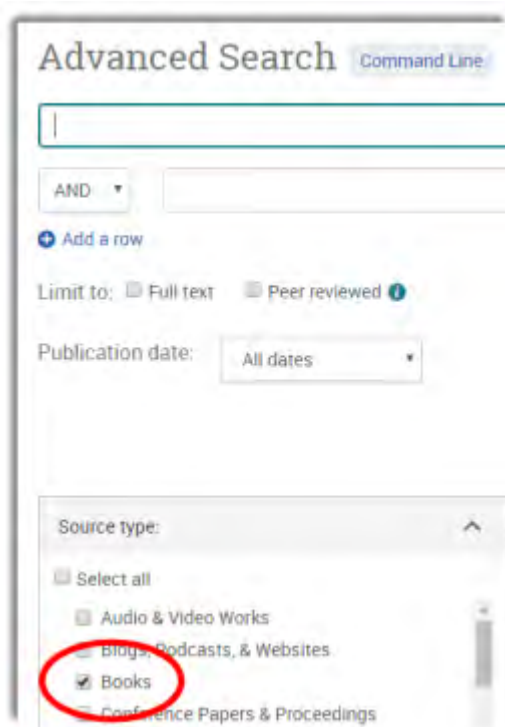 Advanced Search Command Line
AND
Add a row
Limit to: Full text Peer reviewed i
Publication date: All dates
Source type:
Select all
Audio & Video Works
Blogs, Podcasts, & Websites
Books
Conference Papers & Proceedings